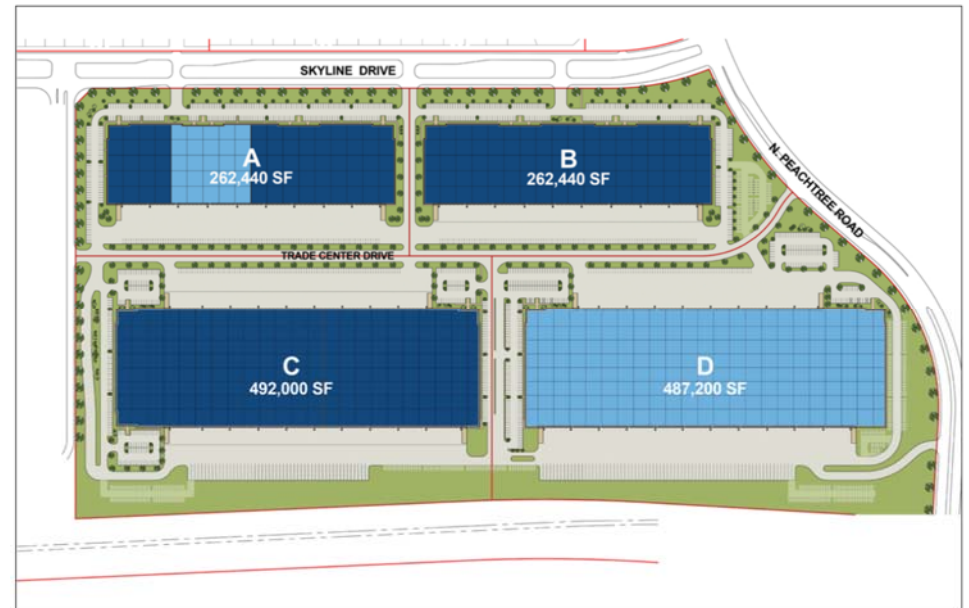 SKYLINE DRIVE
A
262,440 SF
B
262,440 SF
N. PEACHTREE ROAD
TRADE CENTER DRIVE
C
492,000 SF
D
487,200 SF